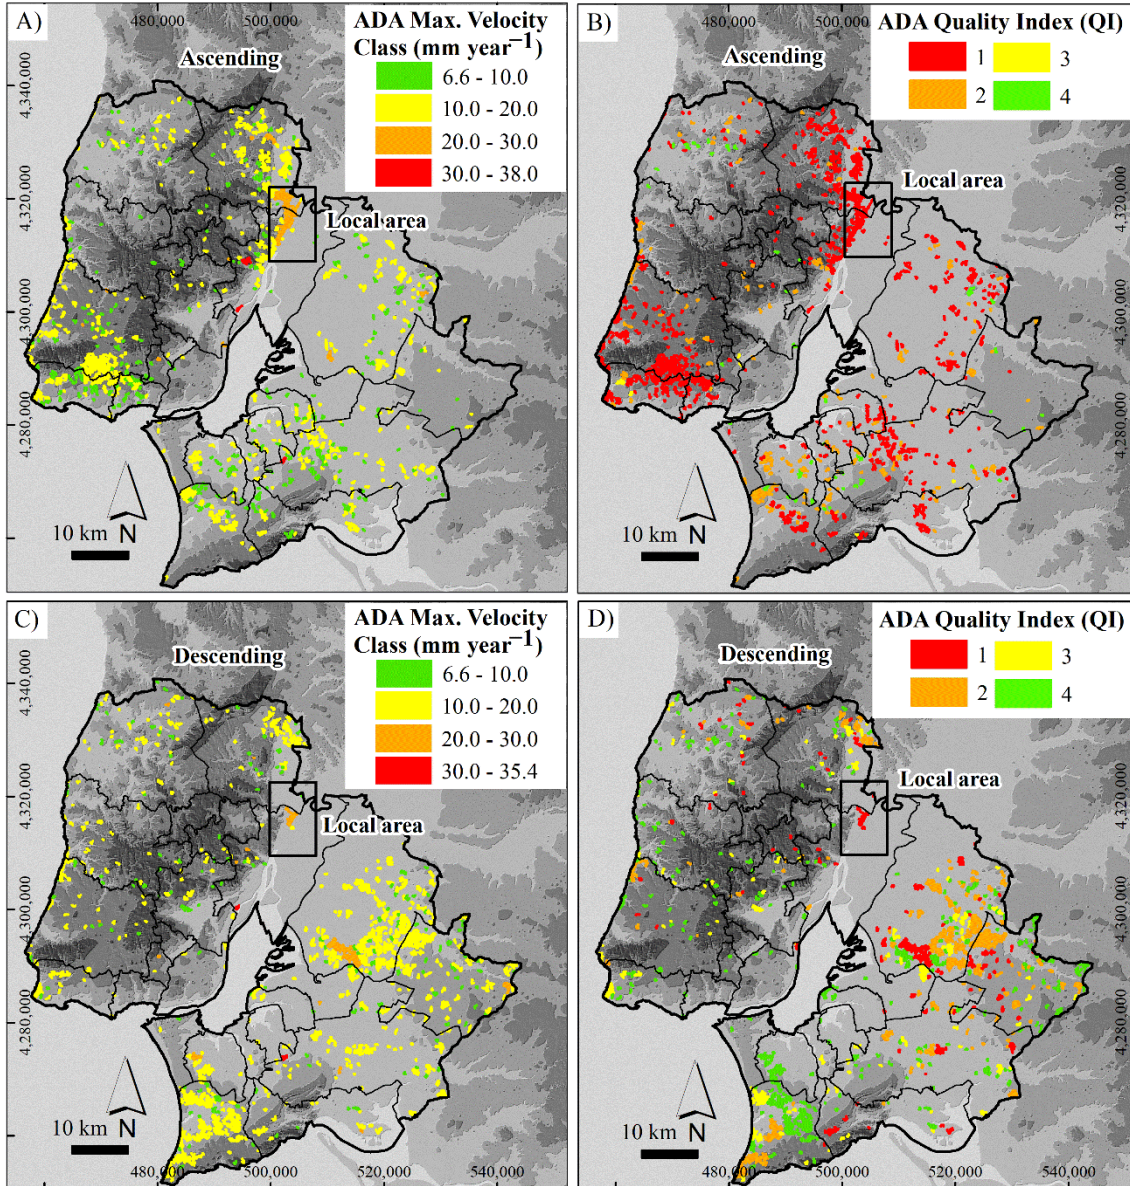 480,000
500,000
480,000
500,000
A)
ADA Max. Velocity
Class (mm year⁻¹)
6.6 - 10.0
10.0 - 20.0
20.0 - 30.0
30.0 - 38.0
Ascending
Local area
4,340,000
4,320,000
4,300,000
4,280,000
10 km
N
B)
ADA Quality Index (QI)
1
3
2
4
Ascending
Local area
4,320,000
4,300,000
4,280,000
10 km
N
C)
ADA Max. Velocity
Class (mm year⁻¹)
6.6 - 10.0
10.0 - 20.0
20.0 - 30.0
30.0 - 35.4
Descending
Local area
4,340,000
4,320,000
4,300,000
4,280,000
10 km
N
480,000
500,000
520,000
540,000
D)
ADA Quality Index (QI)
1
3
2
4
Descending
Local area
4,320,000
4,300,000
4,280,000
10 km
N
480,000
500,000
520,000
540,000